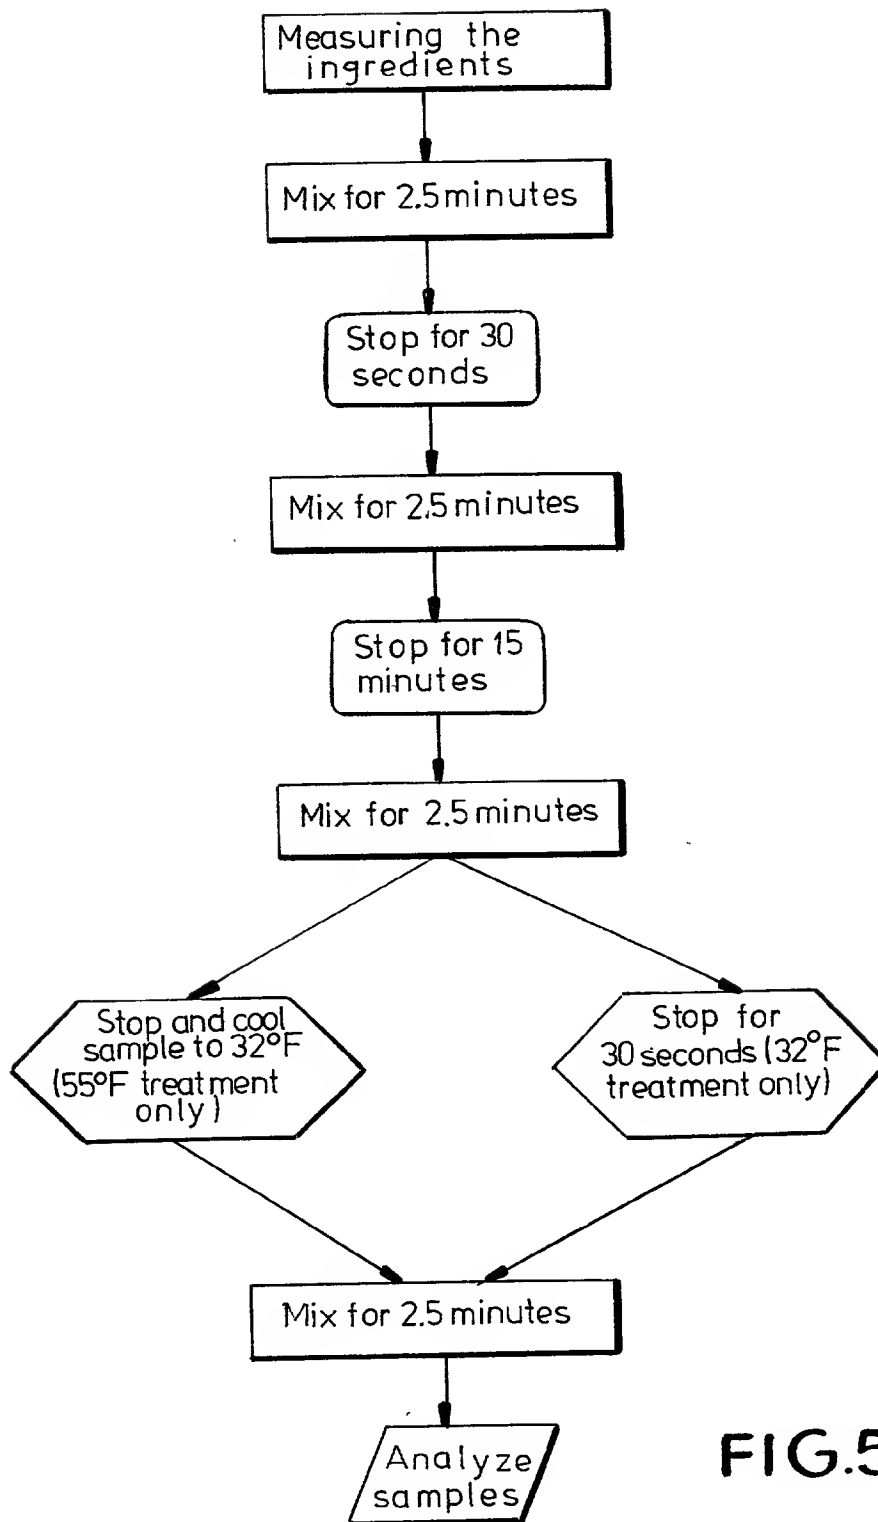 Measuring the
ingredients
Mix for 2.5 minutes
Stop for 30
seconds
Mix for 2.5 minutes
Stop for 15
minutes
Mix for 2.5 minutes
Stop and cool
sample to 32°F
(55°F treatment
only)
Stop for
30 seconds (32°F
treatment only)
Mix for 2.5 minutes
Analyze
samples
FIG.5